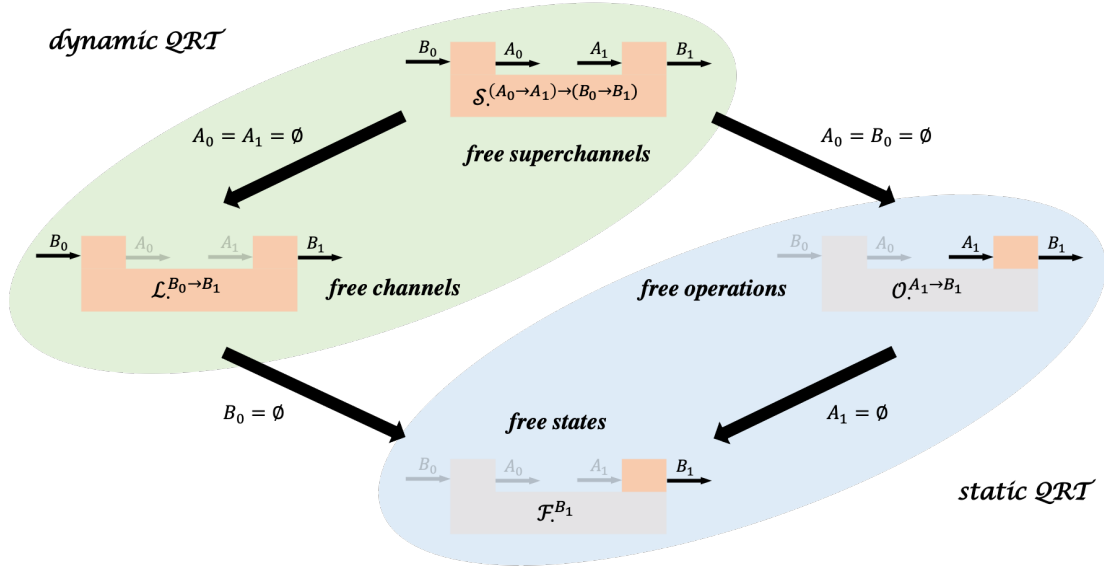 dynamic QRT
B₀ A₀ A₁ B₁
𝒮.^(A₀→A₁)→(B₀→B₁)
A₀ = A₁ = ∅
free superchannels
A₀ = B₀ = ∅
B₀ A₀ A₁ B₁
ℒ.^B₀→B₁
free channels
B₀ A₀ A₁ B₁
free operations
𝒪.^A₁→B₁
B₀ = ∅
free states
A₁ = ∅
B₀ A₀ A₁ B₁
ℱ.^B₁
static QRT